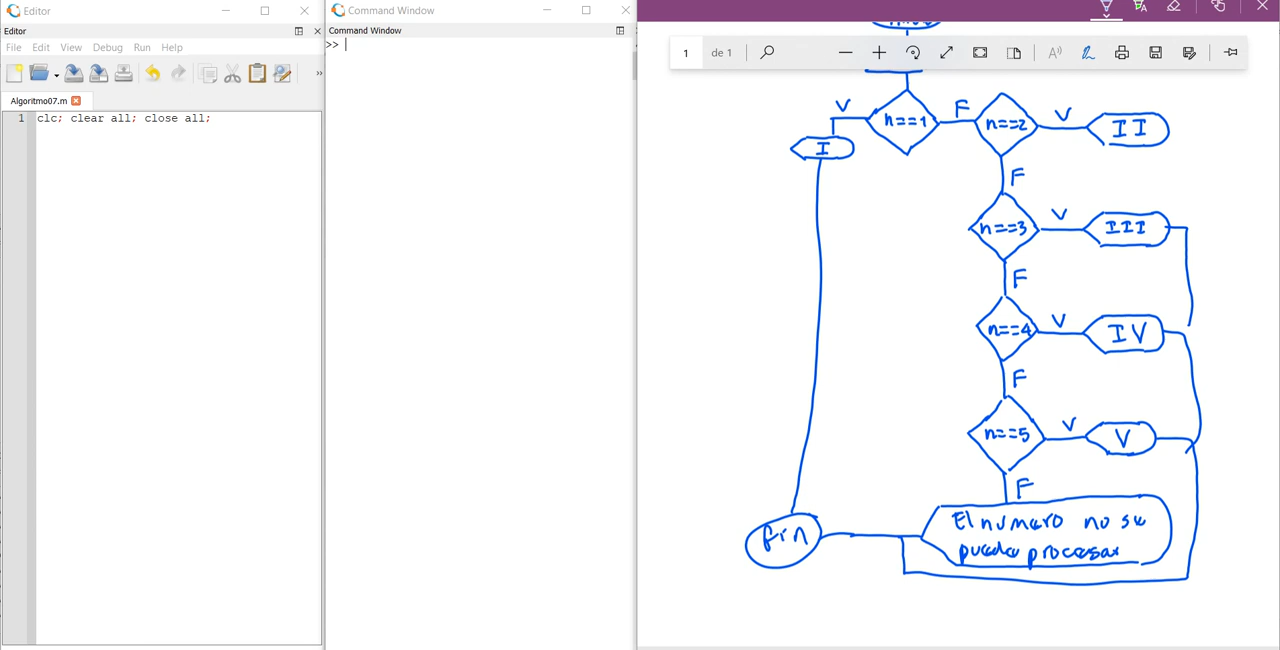 Editor
Editor
File Edit View Debug Run Help
»
Algoritmo07.m
1 clc; clear all; close all;
Command Window
Command Window
>>
1 de 1
n==1
V
F
I
n==2
V
II
F
n==3
V
III
F
n==4
V
IV
F
n==5
V
V
F
El número no se
puede procesar
fin